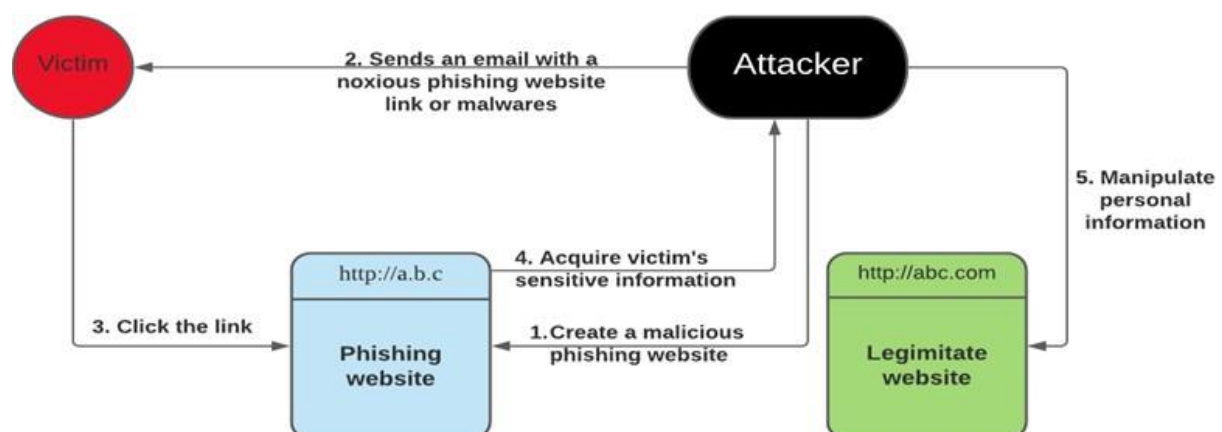 Victim
2. Sends an email with a
noxious phishing website
link or malwares
Attacker
5. Manipulate
personal
information
http://a.b.c
4. Acquire victim's
sensitive information
http://abc.com
3. Click the link
1.Create a malicious
phishing website
Phishing
website
Legimitate
website